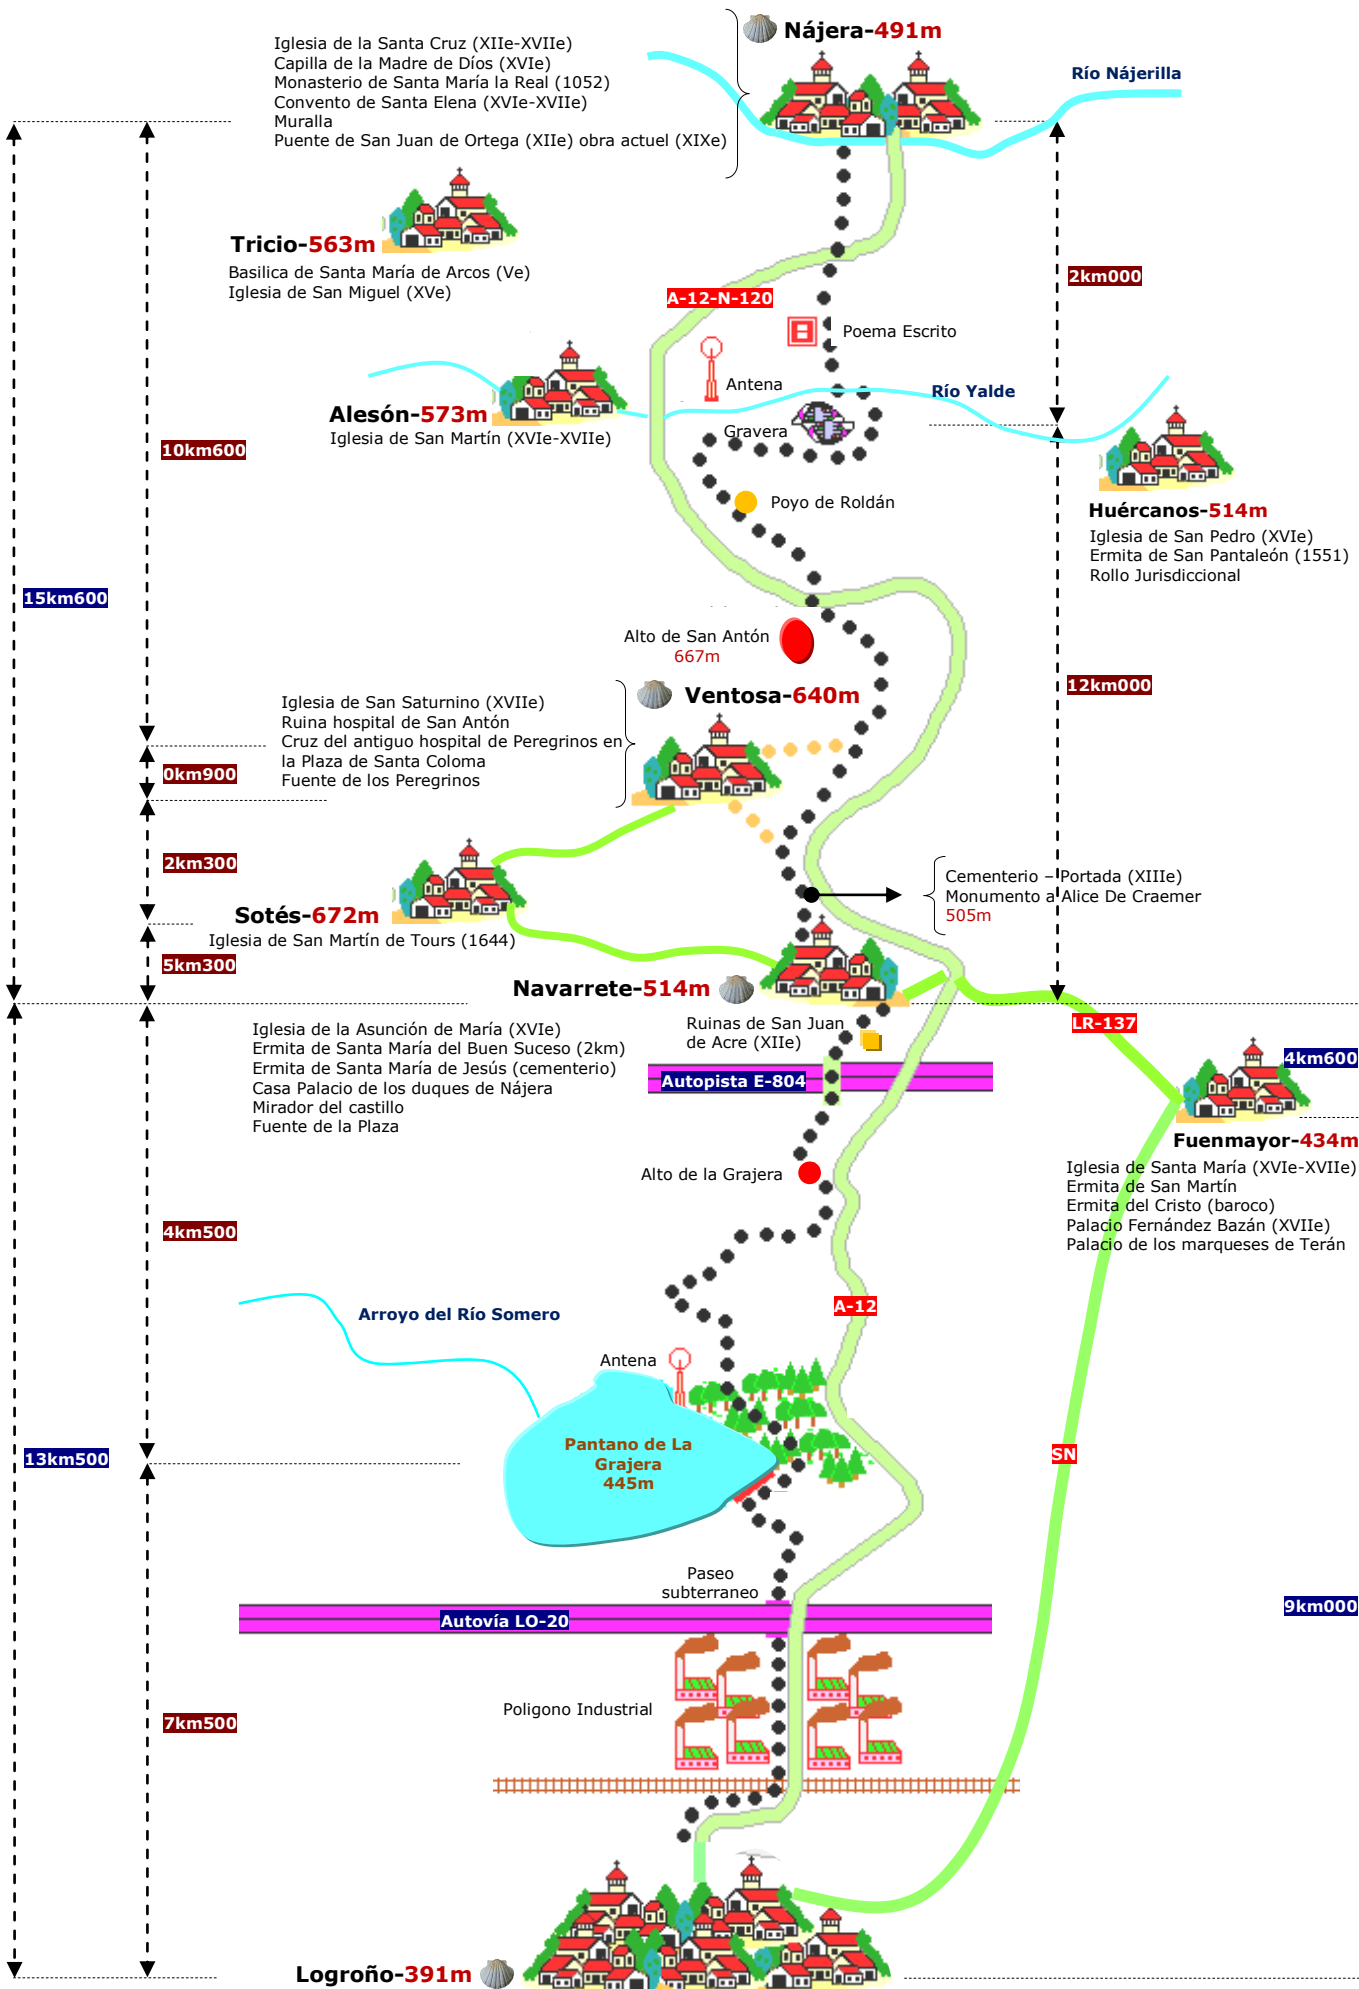 Nájera-491m
Iglesia de la Santa Cruz (XIIe-XVIIe)
Capilla de la Madre de Díos (XVIe)
Monasterio de Santa María la Real (1052)
Convento de Santa Elena (XVIe-XVIIe)
Muralla
Puente de San Juan de Ortega (XIIe) obra actuel (XIXe)
Río Nájerilla
Tricio-563m
Basilica de Santa María de Arcos (Ve)
Iglesia de San Miguel (XVe)
2km000
A-12-N-120
Poema Escrito
Antena
Río Yalde
Alesón-573m
Iglesia de San Martín (XVIe-XVIIe)
Gravera
10km600
Poyo de Roldán
Huércanos-514m
Iglesia de San Pedro (XVIe)
Ermita de San Pantaleón (1551)
Rollo Jurisdiccional
15km600
Alto de San Antón
667m
12km000
Ventosa-640m
Iglesia de San Saturnino (XVIIe)
Ruina hospital de San Antón
Cruz del antiguo hospital de Peregrinos en
la Plaza de Santa Coloma
Fuente de los Peregrinos
0km900
2km300
Cementerio – Portada (XIIIe)
Monumento a Alice De Craemer
505m
Sotés-672m
Iglesia de San Martín de Tours (1644)
5km300
Navarrete-514m
Iglesia de la Asunción de María (XVIe)
Ermita de Santa María del Buen Suceso (2km)
Ermita de Santa María de Jesús (cementerio)
Casa Palacio de los duques de Nájera
Mirador del castillo
Fuente de la Plaza
Ruinas de San Juan
de Acre (XIIe)
LR-137
4km600
Autopista E-804
Fuenmayor-434m
Iglesia de Santa María (XVIe-XVIIe)
Ermita de San Martín
Ermita del Cristo (baroco)
Palacio Fernández Bazán (XVIIe)
Palacio de los marqueses de Terán
Alto de la Grajera
4km500
A-12
Arroyo del Río Somero
Antena
Pantano de La
Grajera
445m
13km500
SN
Paseo
subterraneo
9km000
Autovía LO-20
Poligono Industrial
7km500
Logroño-391m